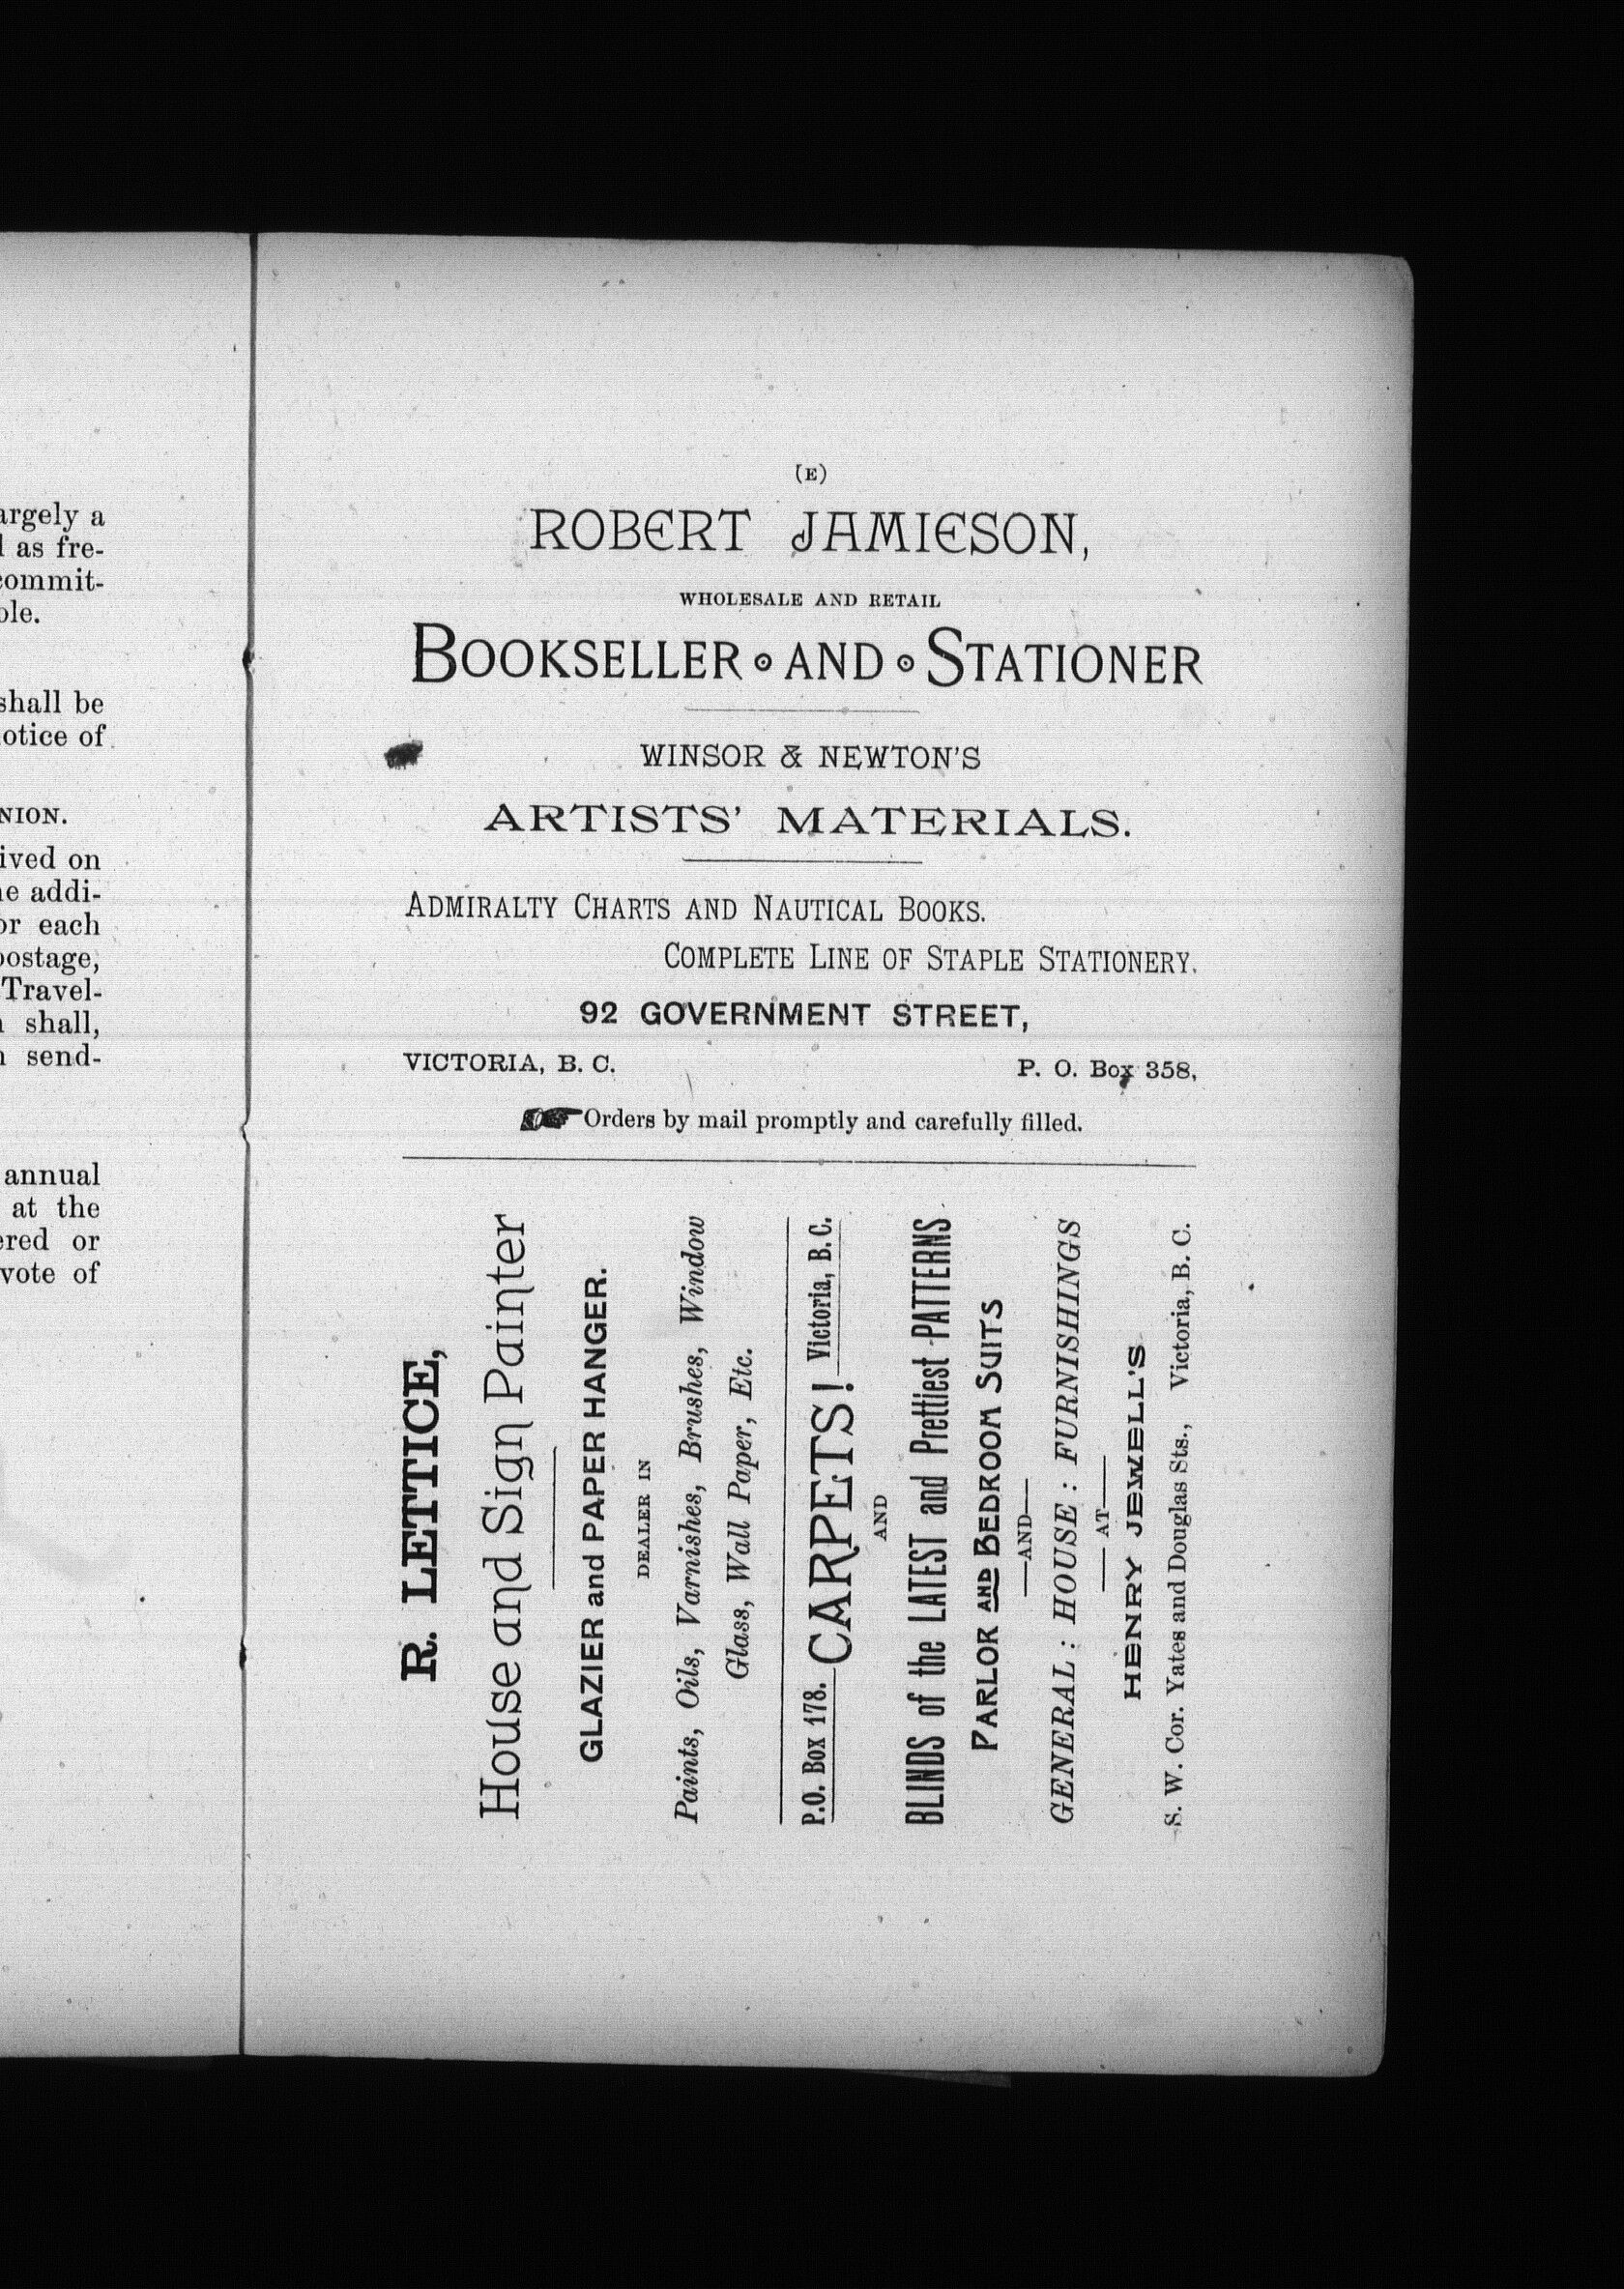 argely a
as fre-
commit-
ble.
shall be
otice of
NION.
ived on
ne addi-
or each
postage,
Travel-
shall,
send-
annual
at the
ered or
vote of
(E)
ROBERT JAMIESON,
WHOLESALE AND RETAIL
BOOKSELLER AND STATIONER
WINSOR & NEWTON'S
ARTISTS' MATERIALS.
ADMIRALTY CHARTS AND NAUTICAL BOOKS.
COMPLETE LINE OF STAPLE STATIONERY.
92 GOVERNMENT STREET,
VICTORIA, B. C. P. O. Box 358,
Orders by mail promptly and carefully filled.
R. LETTICE,
House and Sign Painter
GLAZIER and PAPER HANGER.
DEALER IN
Paints, Oils, Varnishes, Brushes, Window
Glass, Wall Paper, Etc.
P.O. Box 178. Victoria, B. C.
CARPETS!
AND
BLINDS of the LATEST and Prettiest PATTERNS
PARLOR AND BEDROOM SUITS
—AND—
GENERAL : HOUSE : FURNISHINGS
— AT —
HENRY JEWELL'S
S. W. Cor. Yates and Douglas Sts., Victoria, B. C.